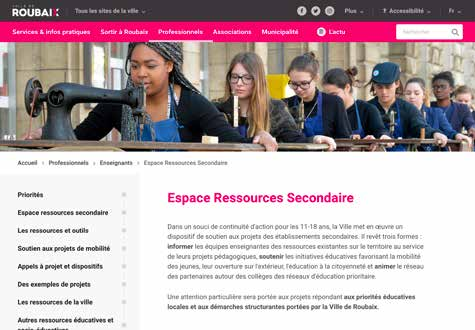 VILLE DE
ROUBAIX
Tous les sites de la ville
Plus
Accessibilité
Fr
Services & infos pratiques
Sortir à Roubaix
Professionnels
Associations
Municipalité
L'actu
Rechercher
Accueil
Professionnels
Enseignants
Espace Ressources Secondaire
Priorités
Espace ressources secondaire
Les ressources et outils
Soutien aux projets de mobilité
Appels à projet et dispositifs
Des exemples de projets
Les ressources de la ville
Autres ressources éducatives et
socio-éducatives
Espace Ressources Secondaire
Dans un souci de continuité d'action pour les 11-18 ans, la Ville met en œuvre un
dispositif de soutien aux projets des établissements secondaires. Il revêt trois formes :
informer les équipes enseignantes des ressources existantes sur le territoire au service
de leurs projets pédagogiques, soutenir les initiatives éducatives favorisant la mobilité
des jeunes, leur ouverture sur l'extérieur, l'éducation à la citoyenneté et animer le réseau
des partenaires autour des collèges des réseaux d'éducation prioritaire.
Une attention particulière sera portée aux projets répondant aux priorités éducatives
locales et aux démarches structurantes portées par la Ville de Roubaix.